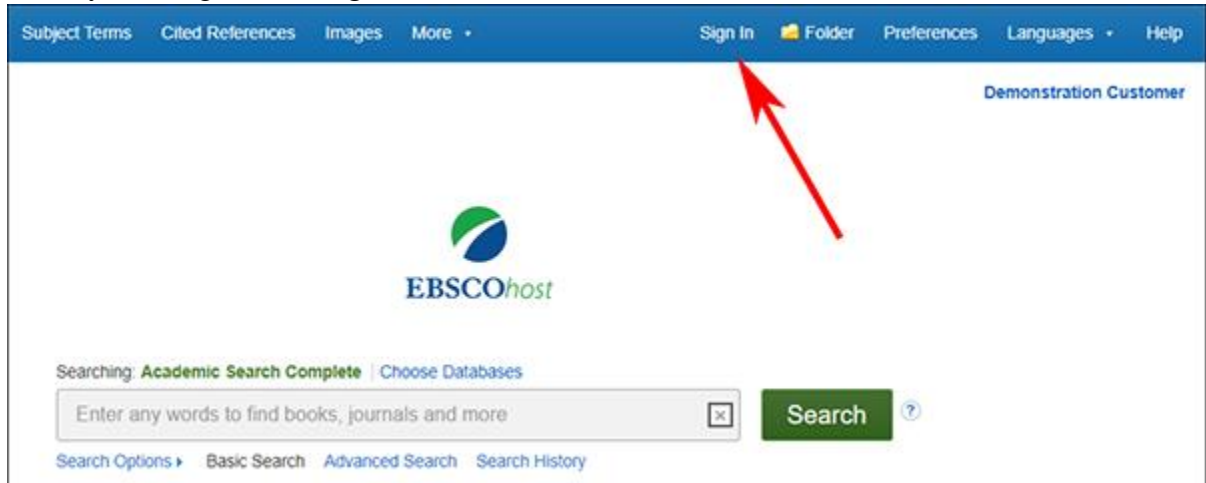 Subject Terms Cited References Images More Sign In Folder Preferences Languages Help
Demonstration Customer
EBSCOhost
Searching: Academic Search Complete | Choose Databases
Enter any words to find books, journals and more Search ?
Search Options Basic Search Advanced Search Search History